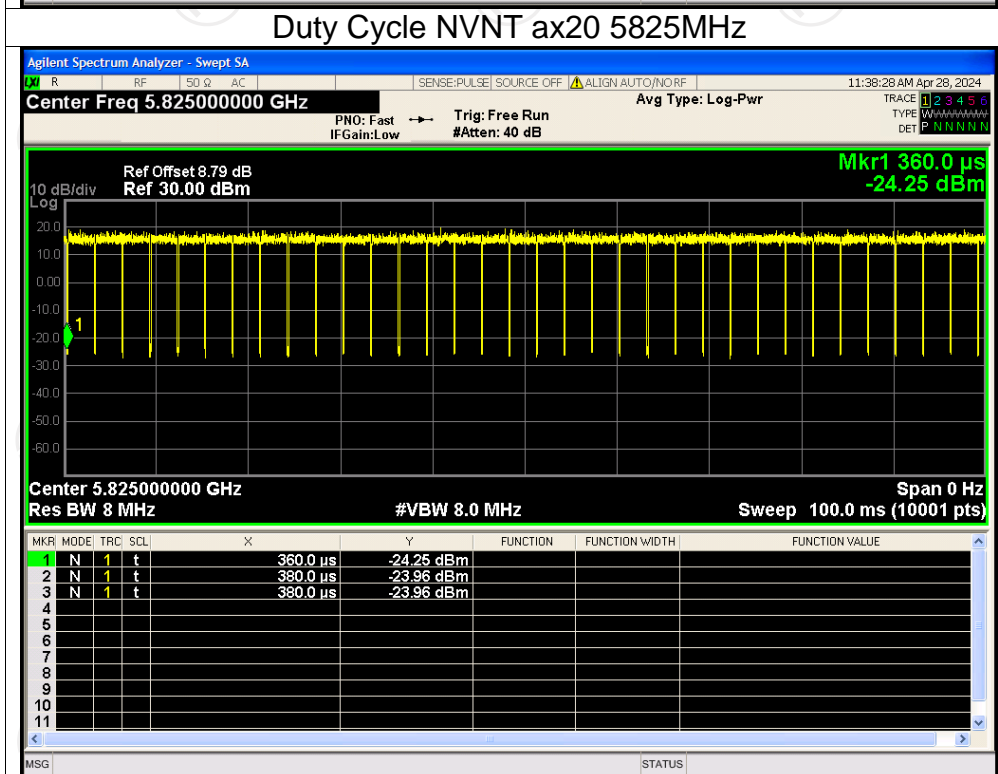 Duty Cycle NVNT ax20 5825MHz
Agilent Spectrum Analyzer - Swept SA
LXI R RF 50 Ω AC SENSE:PULSE SOURCE OFF ALIGN AUTO/NO RF 11:38:28 AM Apr 28, 2024
Center Freq 5.825000000 GHz Avg Type: Log-Pwr TRACE 1 2 3 4 5 6
PNO: Fast Trig: Free Run TYPE WWWWWW
IFGain:Low #Atten: 40 dB DET P N N N N N
Mkr1 360.0 µs
Ref Offset 8.79 dB
10 dB/div Ref 30.00 dBm -24.25 dBm
Log
20.0
10.0
0.00
-10.0
1
-20.0
-30.0
-40.0
-50.0
-60.0
Center 5.825000000 GHz Span 0 Hz
Res BW 8 MHz #VBW 8.0 MHz Sweep 100.0 ms (10001 pts)
MKR MODE TRC SCL X Y FUNCTION FUNCTION WIDTH FUNCTION VALUE
1 N 1 t 360.0 µs -24.25 dBm
2 N 1 t 380.0 µs -23.96 dBm
3 N 1 t 380.0 µs -23.96 dBm
4
5
6
7
8
9
10
11
MSG STATUS